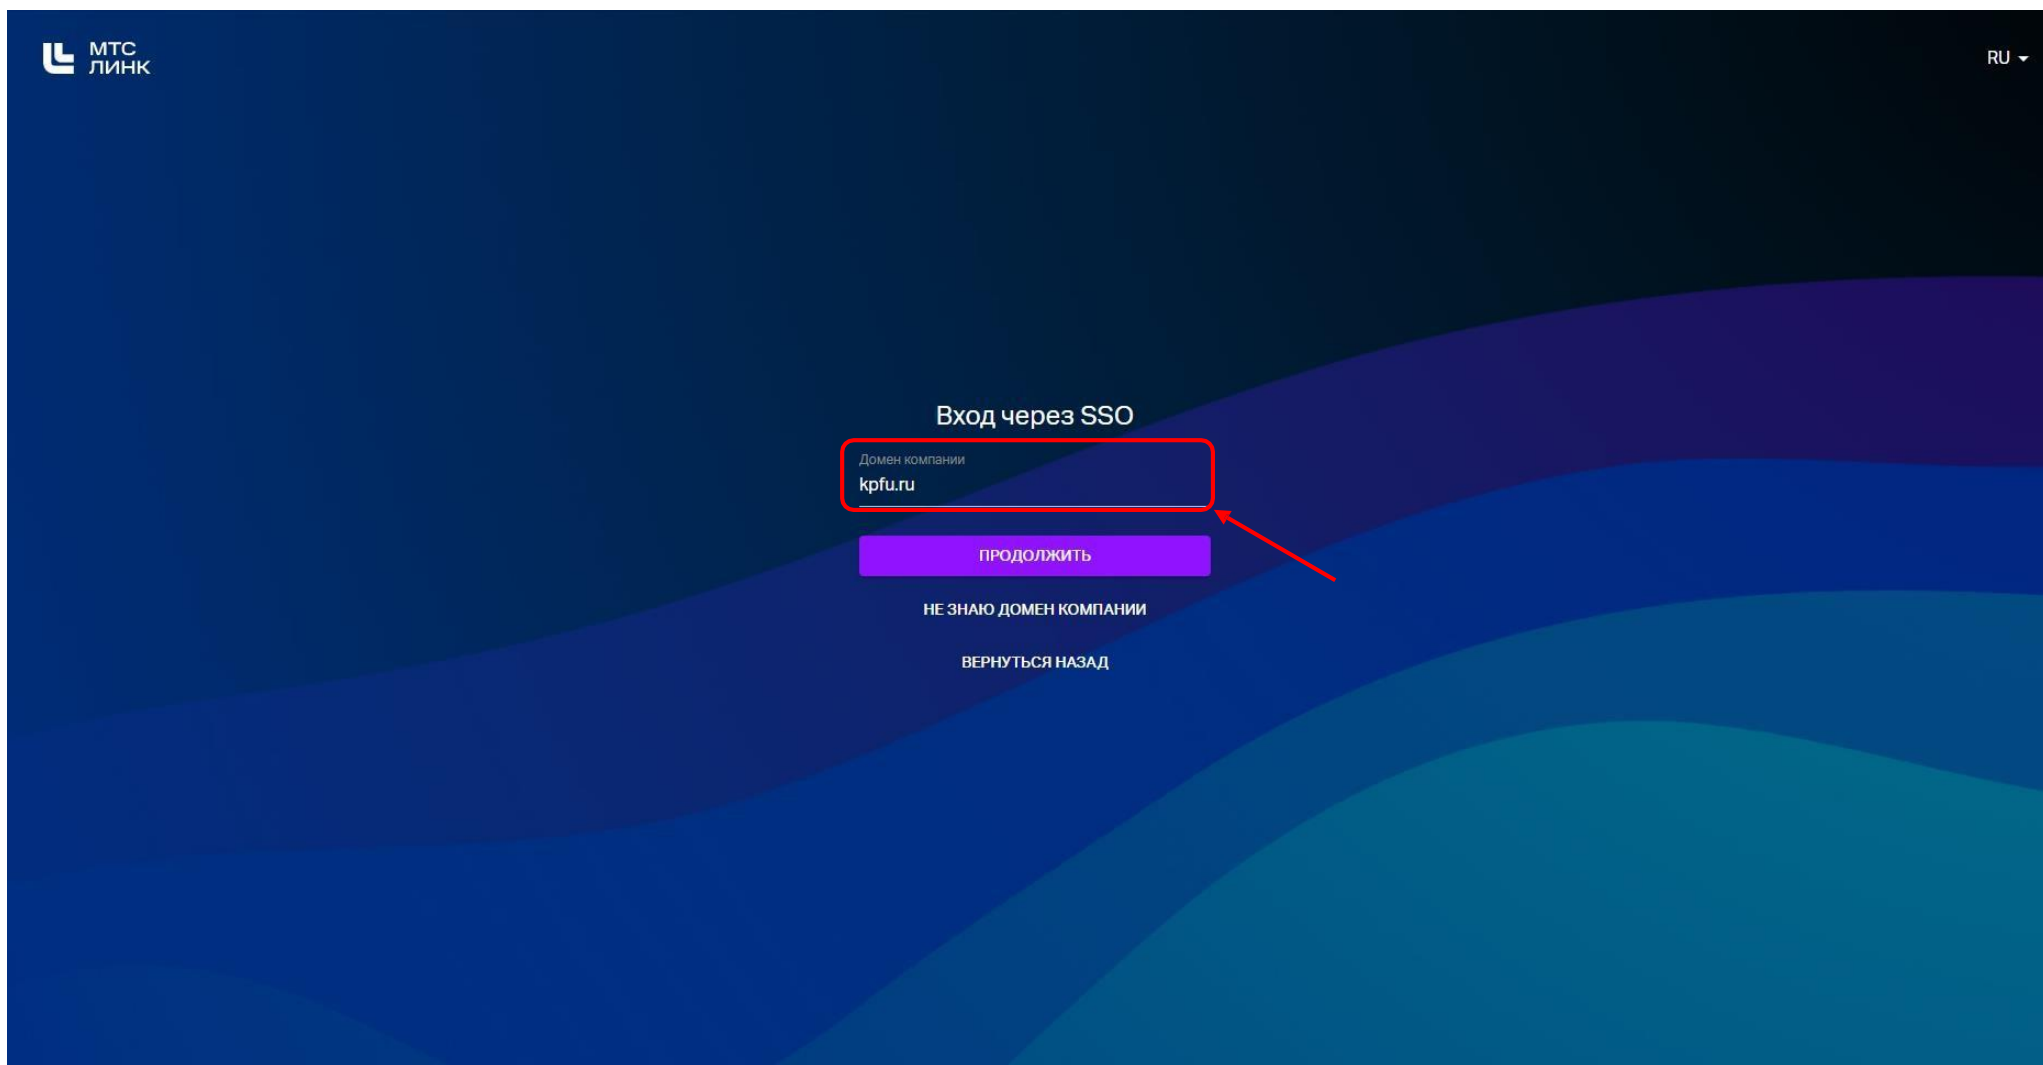 МТС
ЛИНК
RU
Вход через SSO
Домен компании
kpfu.ru
ПРОДОЛЖИТЬ
НЕ ЗНАЮ ДОМЕН КОМПАНИИ
ВЕРНУТЬСЯ НАЗАД